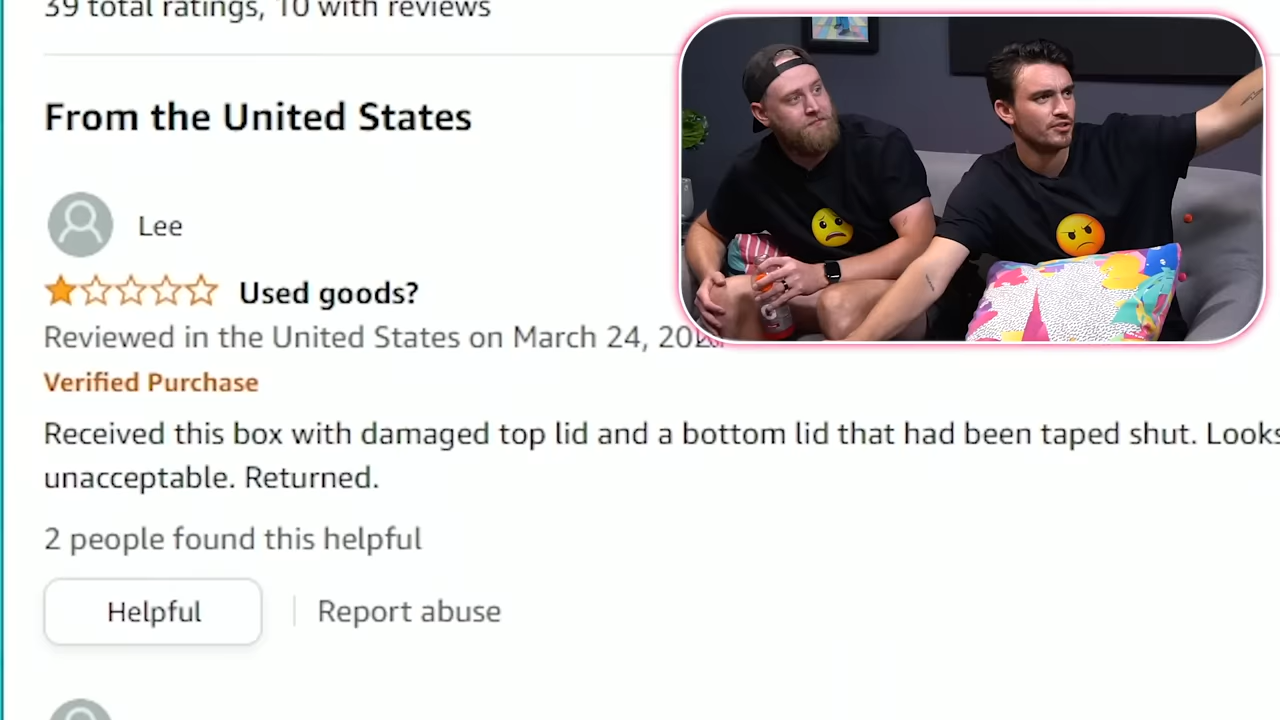 39 total ratings, 10 with reviews
From the United States
Lee
Used goods?
Reviewed in the United States on March 24,
Verified Purchase
Received this box with damaged top lid and a bottom lid that had been taped shut. Looks
unacceptable. Returned.
2 people found this helpful
Helpful
Report abuse